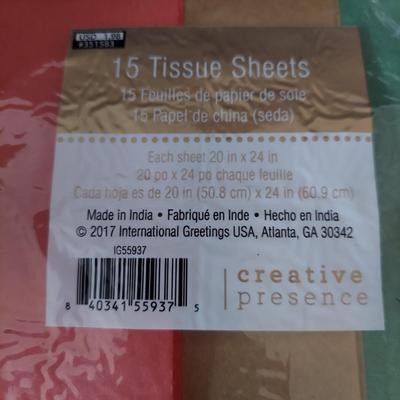 USD 1.00
#351583
15 Tissue Sheets
15 Feuilles de papier de soie
15 Papel de china (seda)
Each sheet 20 in x 24 in
20 po x 24 po chaque feuille
Cada hoja es de 20 in (50.8 cm) x 24 in (60.9 cm)
Made in India • Fabriqué en Inde • Hecho en India
© 2017 International Greetings USA, Atlanta, GA 30342
IG55937
8 40341 55937 5
creative
presence